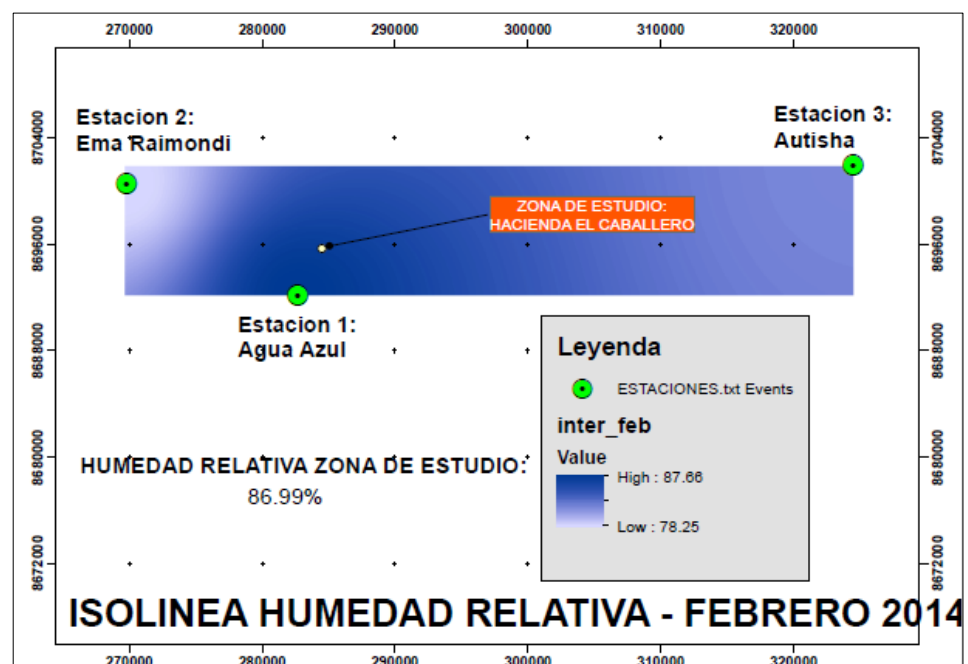 270000 280000 290000 300000 310000 320000
Estacion 2:
Ema Raimondi
Estacion 3:
Autisha
8704000 8704000
ZONA DE ESTUDIO:
HACIENDA EL CABALLERO
8696000 8696000
Estacion 1:
Agua Azul
8688000 8688000
Leyenda
ESTACIONES.txt Events
inter_feb
Value
High : 87.66
Low : 78.25
HUMEDAD RELATIVA ZONA DE ESTUDIO:
86.99%
8680000 8680000
8672000 8672000
ISOLINEA HUMEDAD RELATIVA - FEBRERO 2014
270000 280000 290000 300000 310000 320000